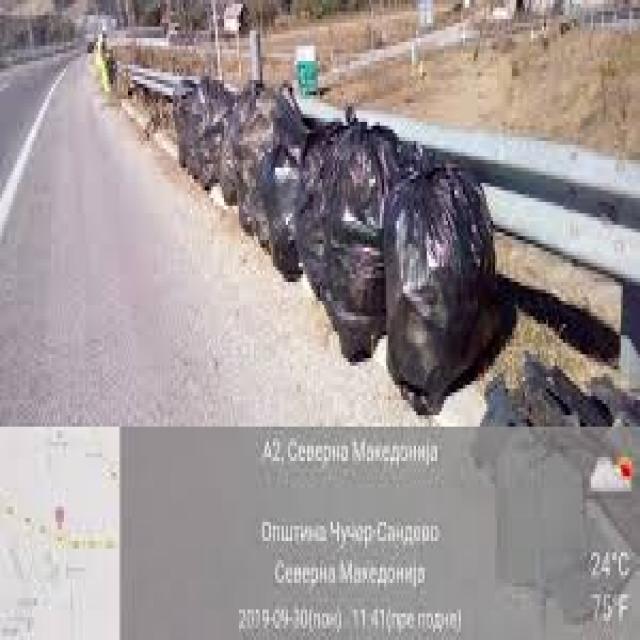 А2, Северна Македонија
Општина Чучер-Сандево
Северна Македонија
24°C
75°F
2019-09-30(пон) 11:41(пре подне)